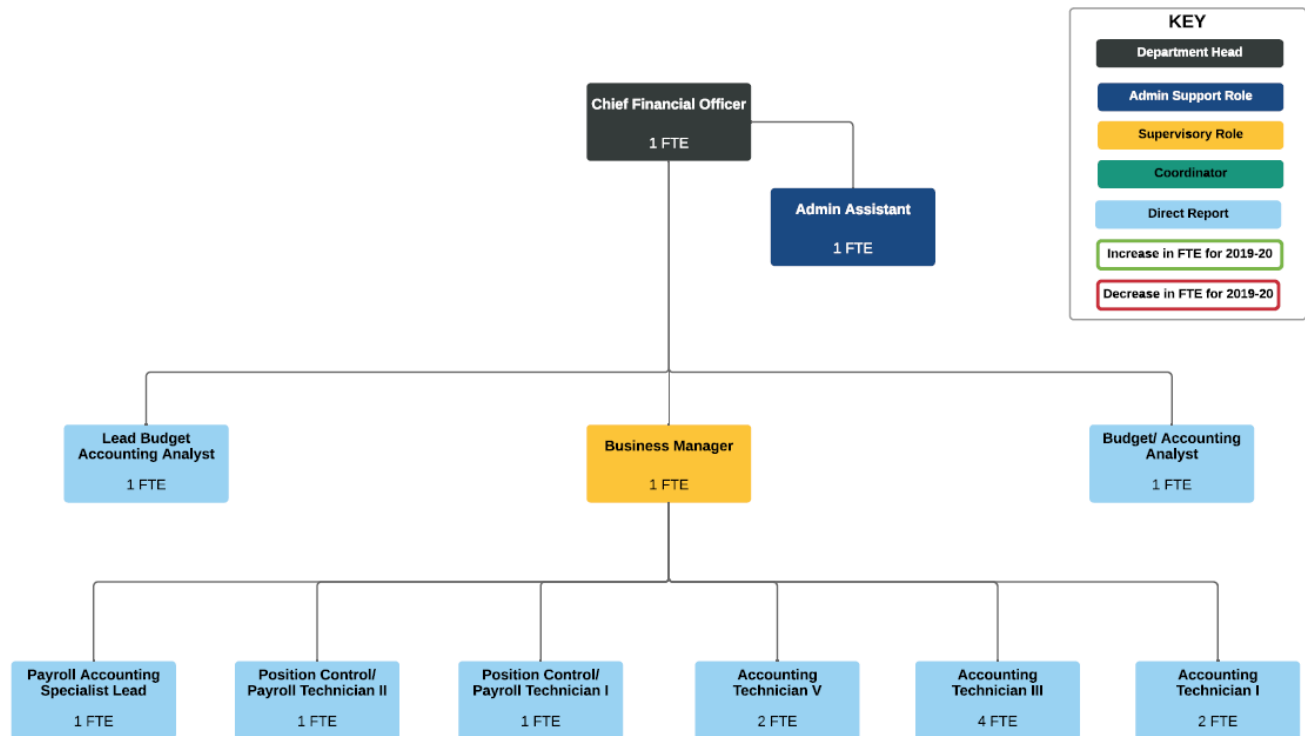 KEY
Department Head
Admin Support Role
Supervisory Role
Coordinator
Direct Report
Increase in FTE for 2019-20
Decrease in FTE for 2019-20
Chief Financial Officer
1 FTE
Admin Assistant
1 FTE
Lead Budget
Accounting Analyst
1 FTE
Business Manager
1 FTE
Budget/ Accounting
Analyst
1 FTE
Payroll Accounting
Specialist Lead
1 FTE
Position Control/
Payroll Technician II
1 FTE
Position Control/
Payroll Technician I
1 FTE
Accounting
Technician V
2 FTE
Accounting
Technician III
4 FTE
Accounting
Technician I
2 FTE